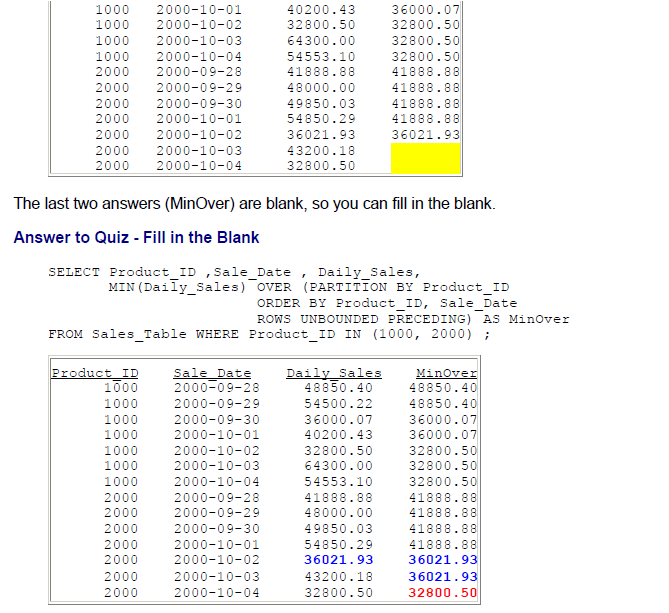 1000 2000-10-01 40200.43 36000.07
1000 2000-10-02 32800.50 32800.50
1000 2000-10-03 64300.00 32800.50
1000 2000-10-04 54553.10 32800.50
2000 2000-09-28 41888.88 41888.88
2000 2000-09-29 48000.00 41888.88
2000 2000-09-30 49850.03 41888.88
2000 2000-10-01 54850.29 41888.88
2000 2000-10-02 36021.93 36021.93
2000 2000-10-03 43200.18
2000 2000-10-04 32800.50
The last two answers (MinOver) are blank, so you can fill in the blank.
Answer to Quiz - Fill in the Blank
SELECT Product_ID ,Sale_Date , Daily_Sales,
MIN(Daily_Sales) OVER (PARTITION BY Product_ID
ORDER BY Product_ID, Sale_Date
ROWS UNBOUNDED PRECEDING) AS MinOver
FROM Sales_Table WHERE Product_ID IN (1000, 2000) ;
Product_ID Sale_Date Daily_Sales MinOver
1000 2000-09-28 48850.40 48850.40
1000 2000-09-29 54500.22 48850.40
1000 2000-09-30 36000.07 36000.07
1000 2000-10-01 40200.43 36000.07
1000 2000-10-02 32800.50 32800.50
1000 2000-10-03 64300.00 32800.50
1000 2000-10-04 54553.10 32800.50
2000 2000-09-28 41888.88 41888.88
2000 2000-09-29 48000.00 41888.88
2000 2000-09-30 49850.03 41888.88
2000 2000-10-01 54850.29 41888.88
2000 2000-10-02 36021.93 36021.93
2000 2000-10-03 43200.18 36021.93
2000 2000-10-04 32800.50 32800.50